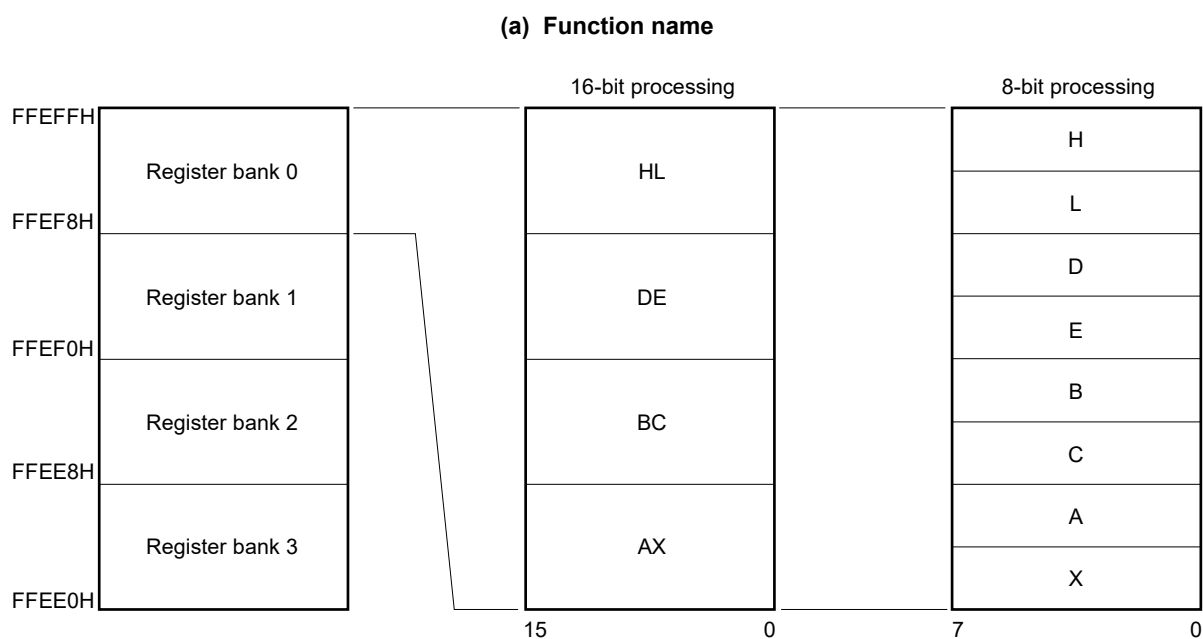 (a) Function name
16-bit processing
8-bit processing
FFEFFH
Register bank 0
HL
H
L
FFEF8H
Register bank 1
DE
D
E
FFEF0H
Register bank 2
BC
B
C
FFEE8H
Register bank 3
AX
A
X
FFEE0H
15 0
7 0